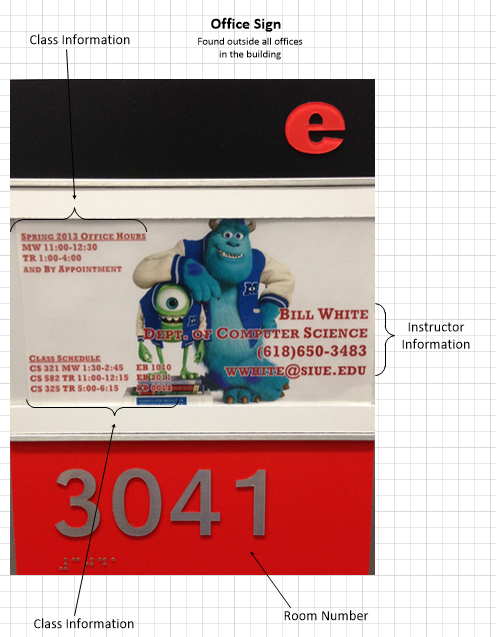 Office Sign
Found outside all offices
in the building
Class Information
e
SPRING 2013 OFFICE HOURS
MW 11:00-12:30
TR 1:00-4:00
AND BY APPOINTMENT
BILL WHITE
DEPT. OF COMPUTER SCIENCE
(618)650-3483
WWHITE@SIUE.EDU
Instructor
Information
CLASS SCHEDULE
CS 321 MW 1:30-2:45 EB 1010
CS 582 TR 11:00-12:15 EB
CS 325 TR 5:00-6:15 EB
3041
Room Number
Class Information